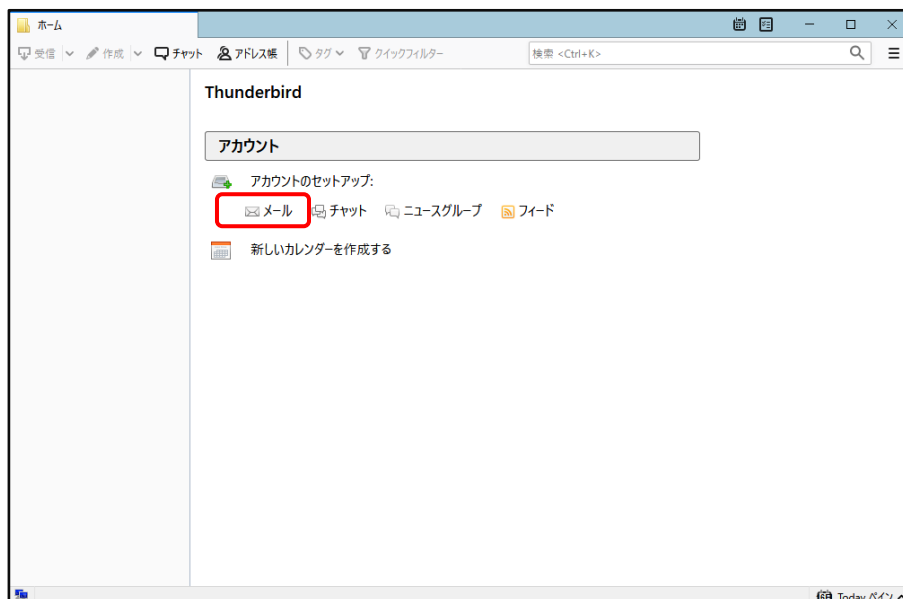 ホーム
受信 作成 チャット アドレス帳 タグ クイックフィルター 検索 <Ctrl+K>
Thunderbird
アカウント
アカウントのセットアップ:
メール チャット ニュースグループ フィード
新しいカレンダーを作成する
Today ペイン